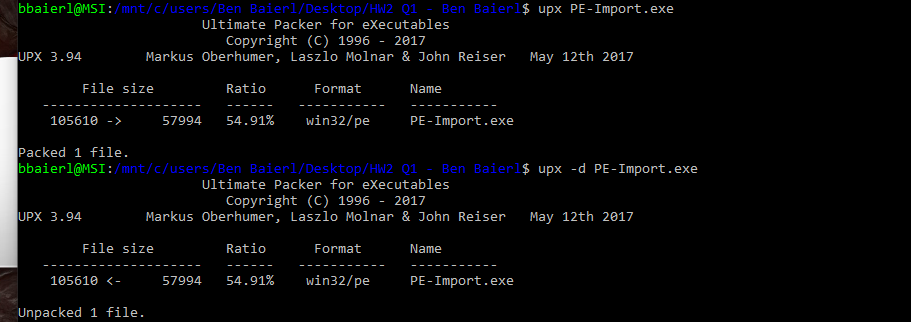 bbaierl@MSI:/mnt/c/users/Ben Baierl/Desktop/HW2 Q1 - Ben Baierl$ upx PE-Import.exe
Ultimate Packer for eXecutables
Copyright (C) 1996 - 2017
UPX 3.94        Markus Oberhumer, Laszlo Molnar & John Reiser   May 12th 2017
File size         Ratio      Format      Name
--------------------   ------   -----------   -----------
105610 ->     57994   54.91%    win32/pe     PE-Import.exe
Packed 1 file.
bbaierl@MSI:/mnt/c/users/Ben Baierl/Desktop/HW2 Q1 - Ben Baierl$ upx -d PE-Import.exe
Ultimate Packer for eXecutables
Copyright (C) 1996 - 2017
UPX 3.94        Markus Oberhumer, Laszlo Molnar & John Reiser   May 12th 2017
File size         Ratio      Format      Name
--------------------   ------   -----------   -----------
105610 <-     57994   54.91%    win32/pe     PE-Import.exe
Unpacked 1 file.